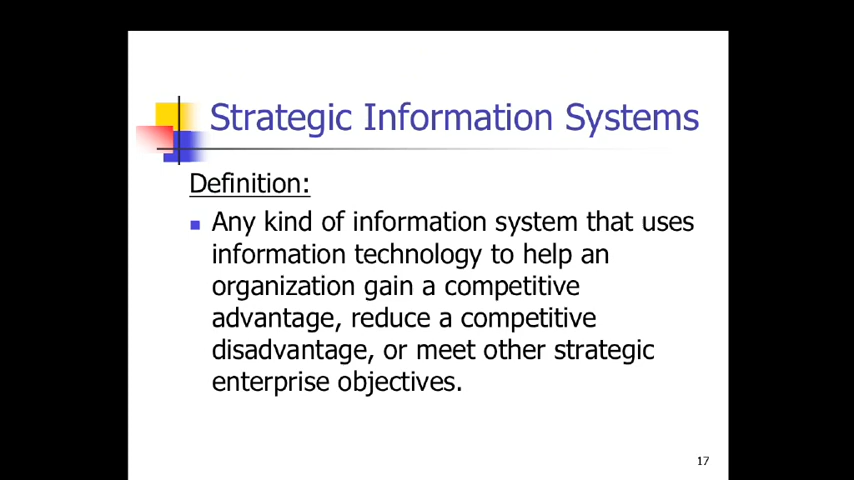 Strategic Information Systems
Definition:
Any kind of information system that uses
information technology to help an
organization gain a competitive
advantage, reduce a competitive
disadvantage, or meet other strategic
enterprise objectives.
17